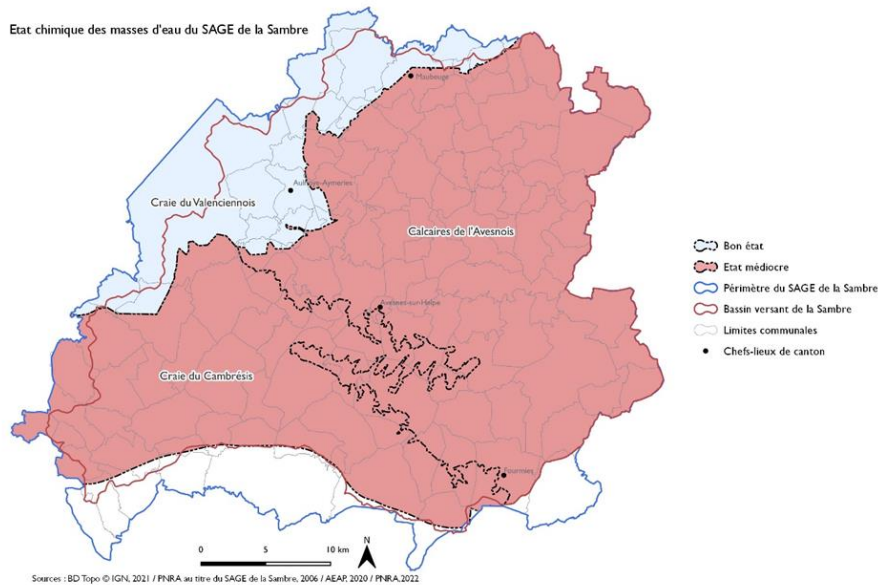 Etat chimique des masses d'eau du SAGE de la Sambre
Maubeuge
Aulnoye-Aymeries
Craie du Valenciennois
Calcaires de l'Avesnois
Bon état
Etat médiocre
Périmètre du SAGE de la Sambre
Bassin versant de la Sambre
Limites communales
Chefs-lieux de canton
Avesnes-sur-Helpe
Craie du Cambrésis
Fourmies
N
0 5 10 km
Sources : BD Topo © IGN, 2021 / PNRA au titre du SAGE de la Sambre, 2006 / AEAP, 2020 / PNRA, 2022